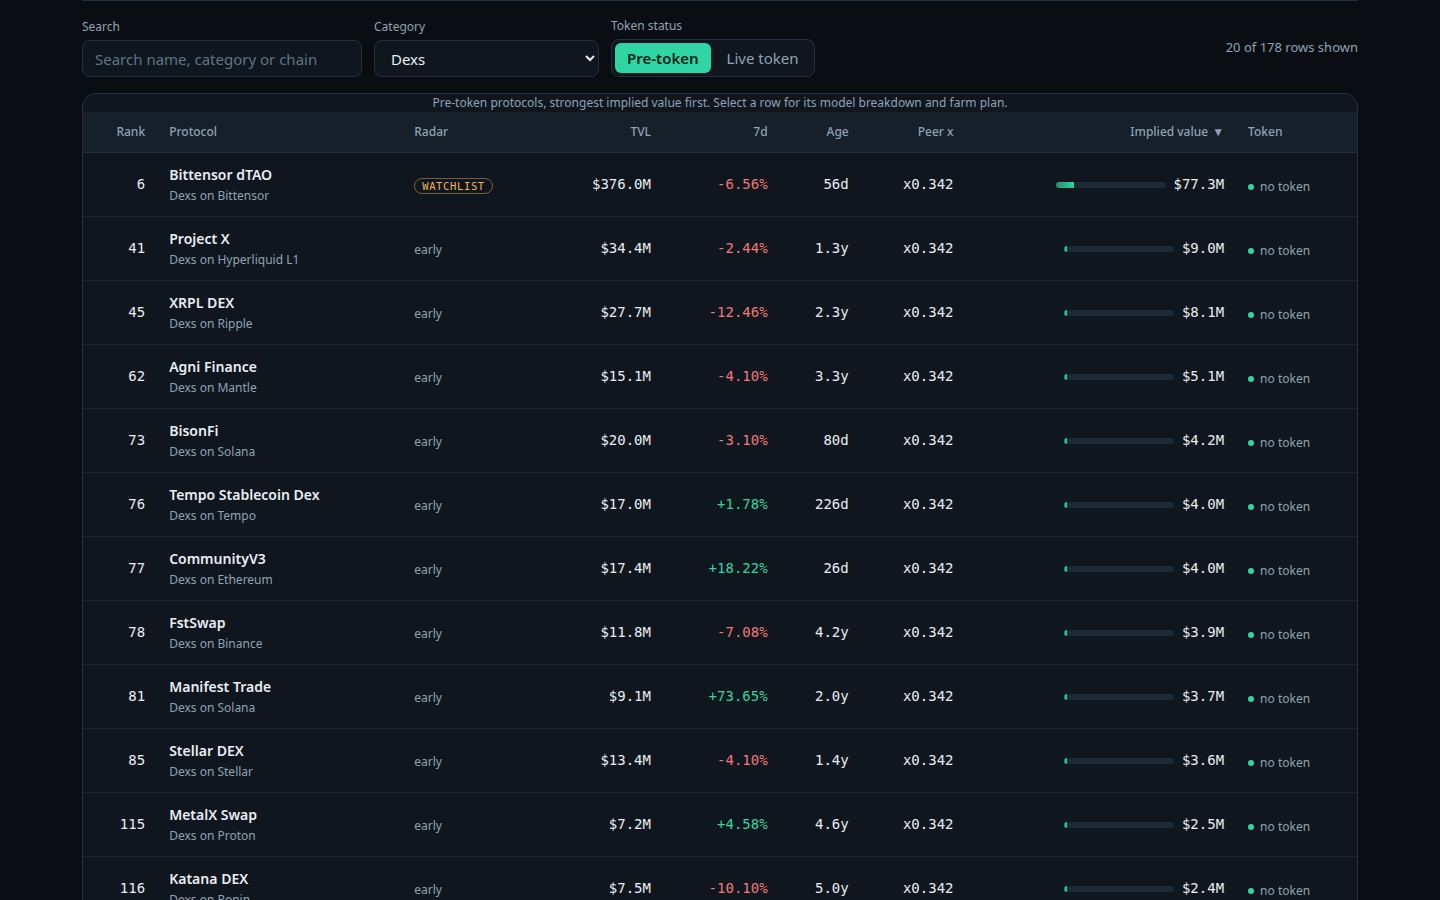 Search
Category
Token status
Search name, category or chain
Dexs
Pre-token
Live token
20 of 178 rows shown
Pre-token protocols, strongest implied value first. Select a row for its model breakdown and farm plan.
Rank Protocol Radar TVL 7d Age Peer x Implied value ▼ Token
6 Bittensor dTAO WATCHLIST $376.0M -6.56% 56d x0.342 $77.3M no token
Dexs on Bittensor
41 Project X early $34.4M -2.44% 1.3y x0.342 $9.0M no token
Dexs on Hyperliquid L1
45 XRPL DEX early $27.7M -12.46% 2.3y x0.342 $8.1M no token
Dexs on Ripple
62 Agni Finance early $15.1M -4.10% 3.3y x0.342 $5.1M no token
Dexs on Mantle
73 BisonFi early $20.0M -3.10% 80d x0.342 $4.2M no token
Dexs on Solana
76 Tempo Stablecoin Dex early $17.0M +1.78% 226d x0.342 $4.0M no token
Dexs on Tempo
77 CommunityV3 early $17.4M +18.22% 26d x0.342 $4.0M no token
Dexs on Ethereum
78 FstSwap early $11.8M -7.08% 4.2y x0.342 $3.9M no token
Dexs on Binance
81 Manifest Trade early $9.1M +73.65% 2.0y x0.342 $3.7M no token
Dexs on Solana
85 Stellar DEX early $13.4M -4.10% 1.4y x0.342 $3.6M no token
Dexs on Stellar
115 MetalX Swap early $7.2M +4.58% 4.6y x0.342 $2.5M no token
Dexs on Proton
116 Katana DEX early $7.5M -10.10% 5.0y x0.342 $2.4M no token
Dexs on Ronin